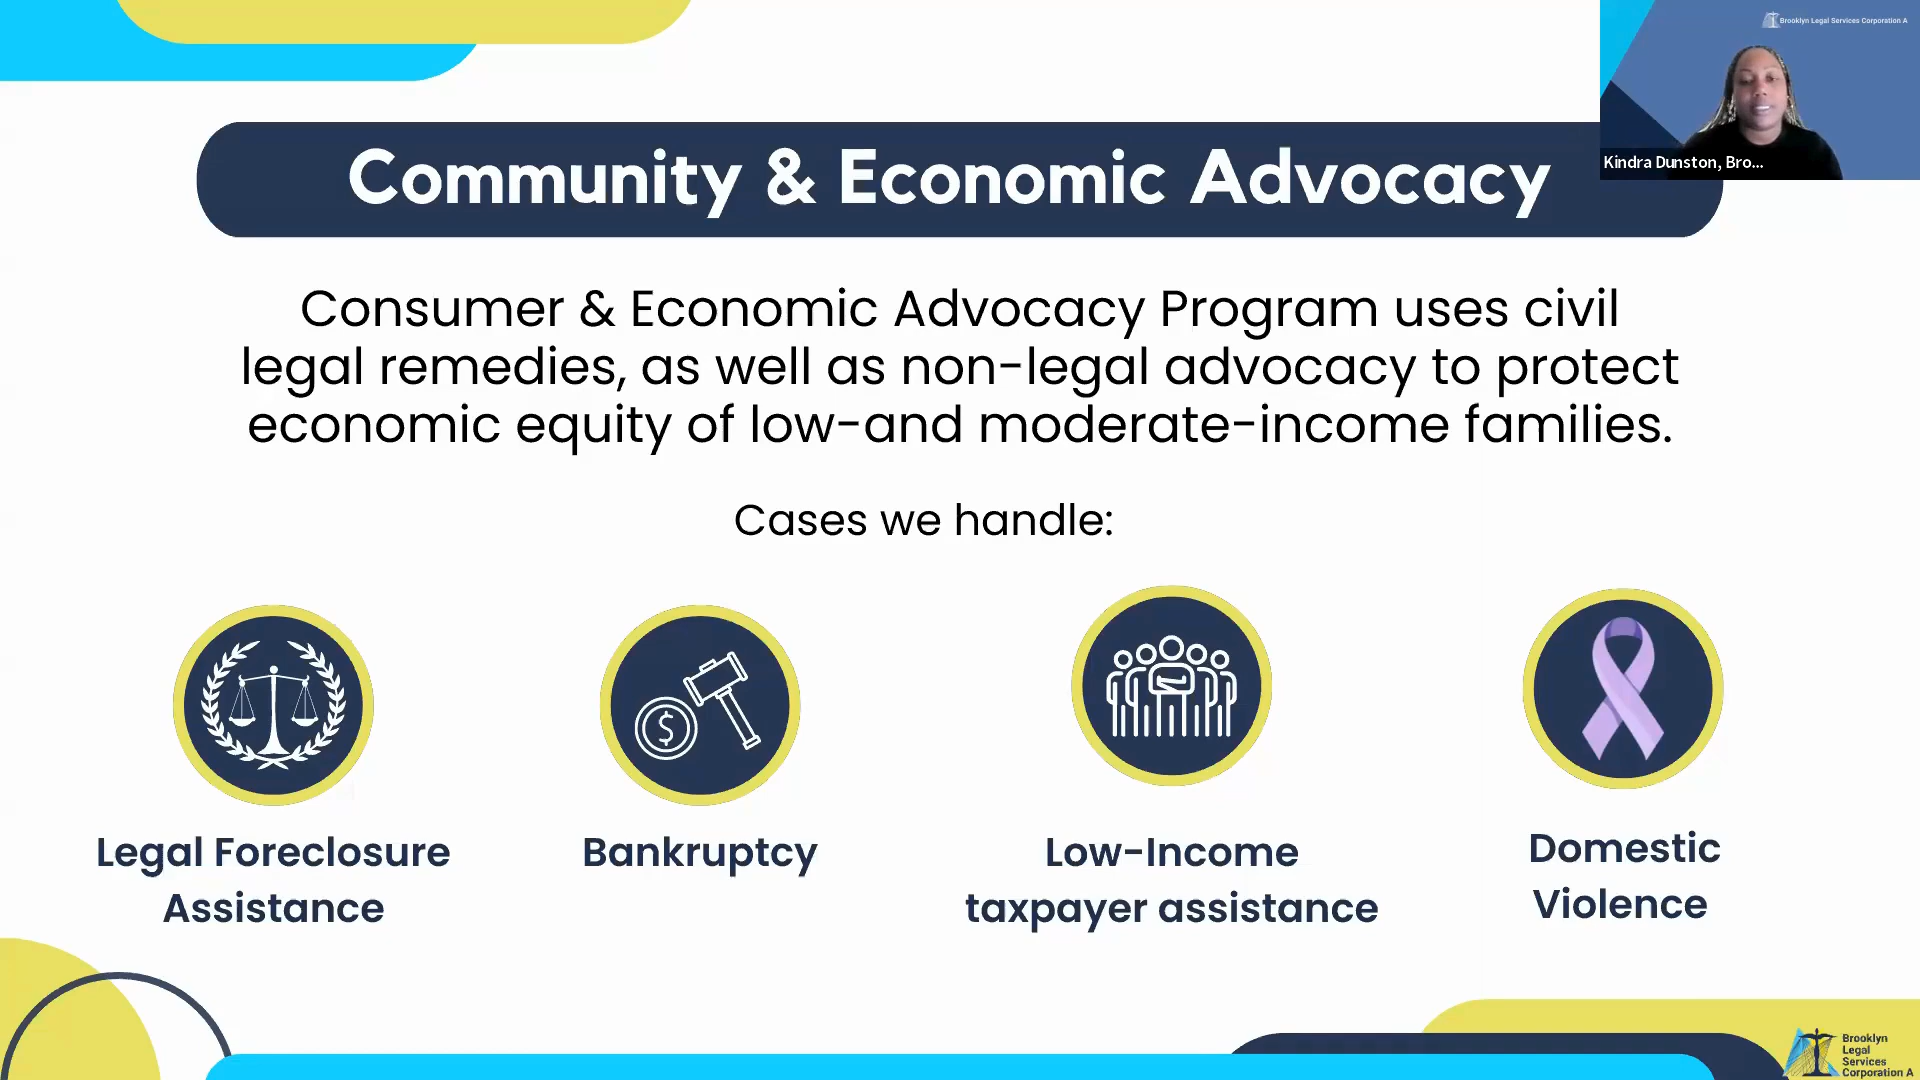 Brooklyn Legal Services Corporation A
Kindra Dunston, Bro...
Community & Economic Advocacy
Consumer & Economic Advocacy Program uses civil
legal remedies, as well as non-legal advocacy to protect
economic equity of low-and moderate-income families.
Cases we handle:
Legal Foreclosure
Assistance
Bankruptcy
Low-Income
taxpayer assistance
Domestic
Violence
Brooklyn
Legal
Services
Corporation A